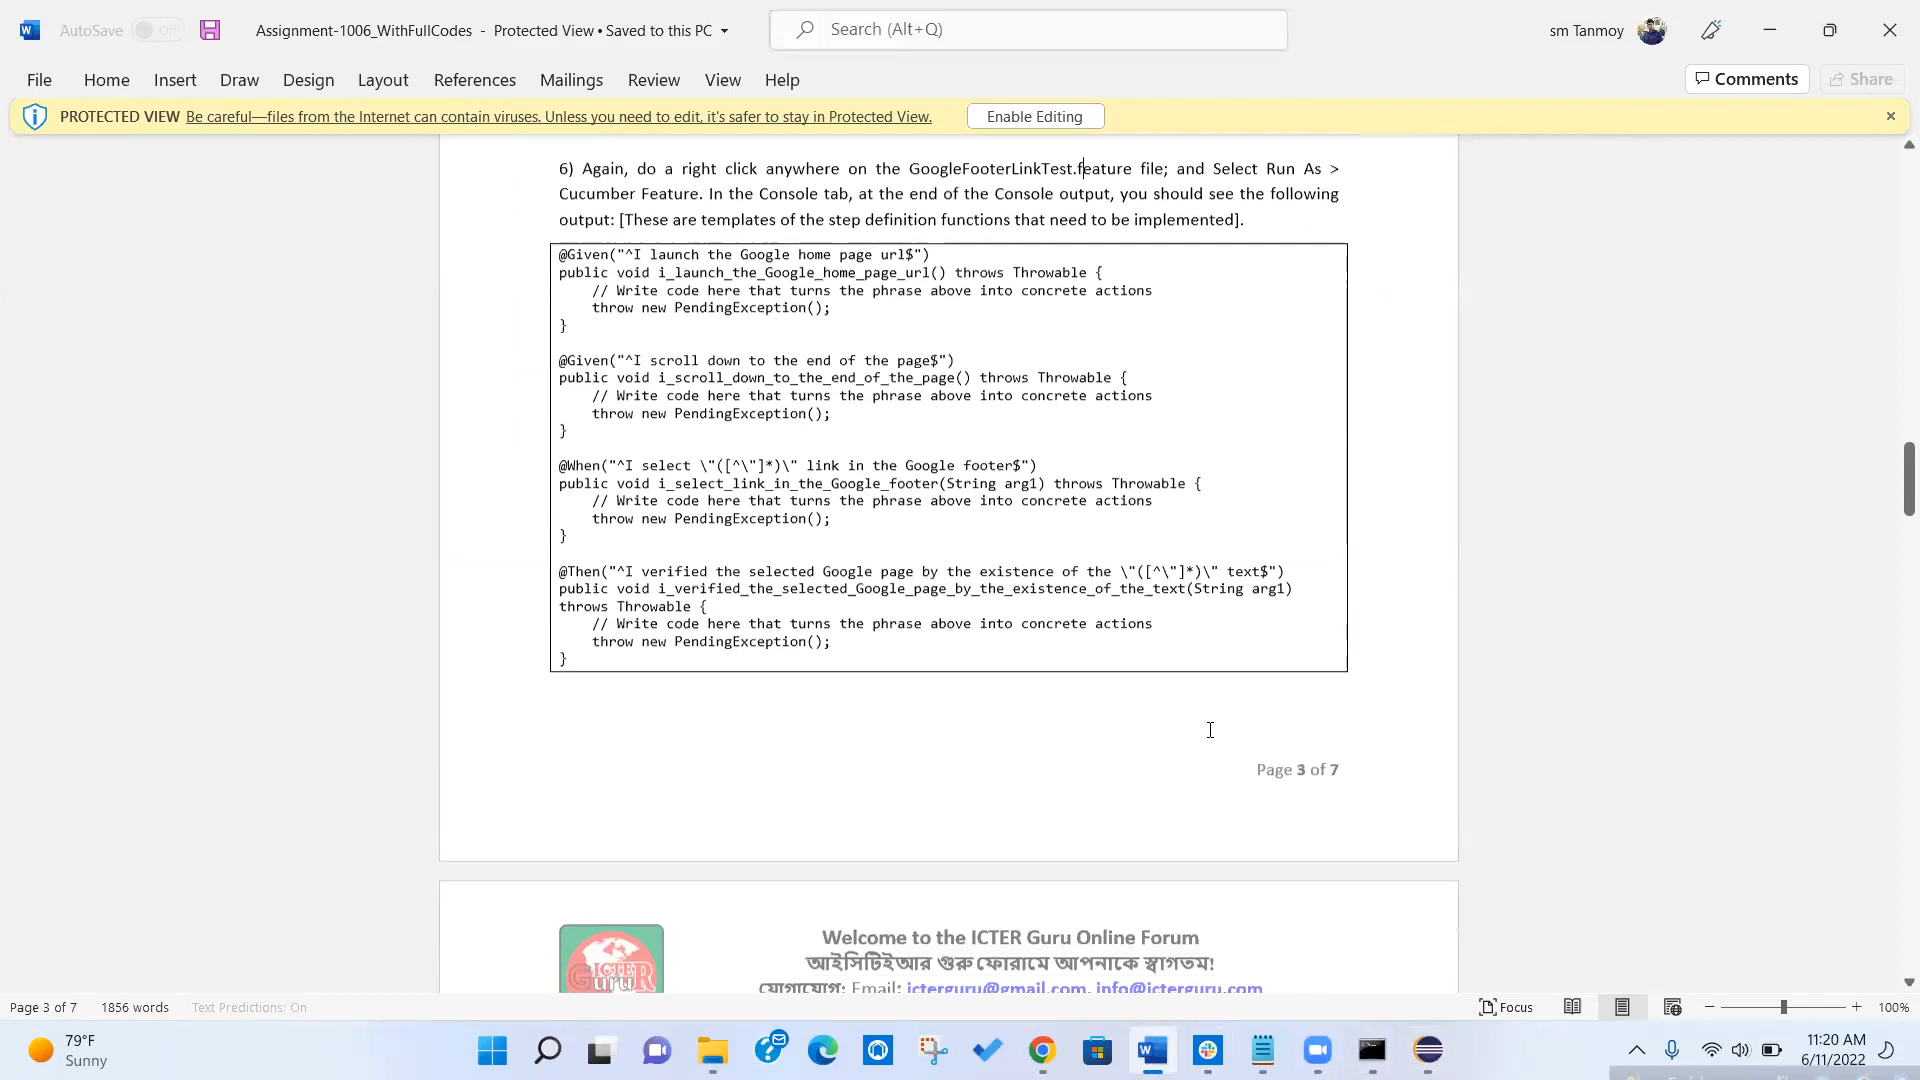 AutoSave
Off
Assignment-1006_WithFullCodes - Protected View • Saved to this PC
Search (Alt+Q)
sm Tanmoy
File Home Insert Draw Design Layout References Mailings Review View Help
Comments
Share
PROTECTED VIEW Be careful—files from the Internet can contain viruses. Unless you need to edit, it's safer to stay in Protected View.
Enable Editing
6) Again, do a right click anywhere on the GoogleFooterLinkTest.feature file; and Select Run As >
Cucumber Feature. In the Console tab, at the end of the Console output, you should see the following
output: [These are templates of the step definition functions that need to be implemented].
@Given("^I launch the Google home page url$")
public void i_launch_the_Google_home_page_url() throws Throwable {
    // Write code here that turns the phrase above into concrete actions
    throw new PendingException();
}
@Given("^I scroll down to the end of the page$")
public void i_scroll_down_to_the_end_of_the_page() throws Throwable {
    // Write code here that turns the phrase above into concrete actions
    throw new PendingException();
}
@When("^I select \"([^\"]*)\" link in the Google footer$")
public void i_select_link_in_the_Google_footer(String arg1) throws Throwable {
    // Write code here that turns the phrase above into concrete actions
    throw new PendingException();
}
@Then("^I verified the selected Google page by the existence of the \"([^\"]*)\" text$")
public void i_verified_the_selected_Google_page_by_the_existence_of_the_text(String arg1)
throws Throwable {
    // Write code here that turns the phrase above into concrete actions
    throw new PendingException();
}
Page 3 of 7
ICTER
GuruR
Welcome to the ICTER Guru Online Forum
আইসিটিইআর গুরু ফোরামে আপনাকে স্বাগতম!
যোগাযোগ: Email: icterguru@gmail.com, info@icterguru.com
Page 3 of 7 1856 words Text Predictions: On
Focus
100%
79°F
Sunny
11:20 AM
6/11/2022